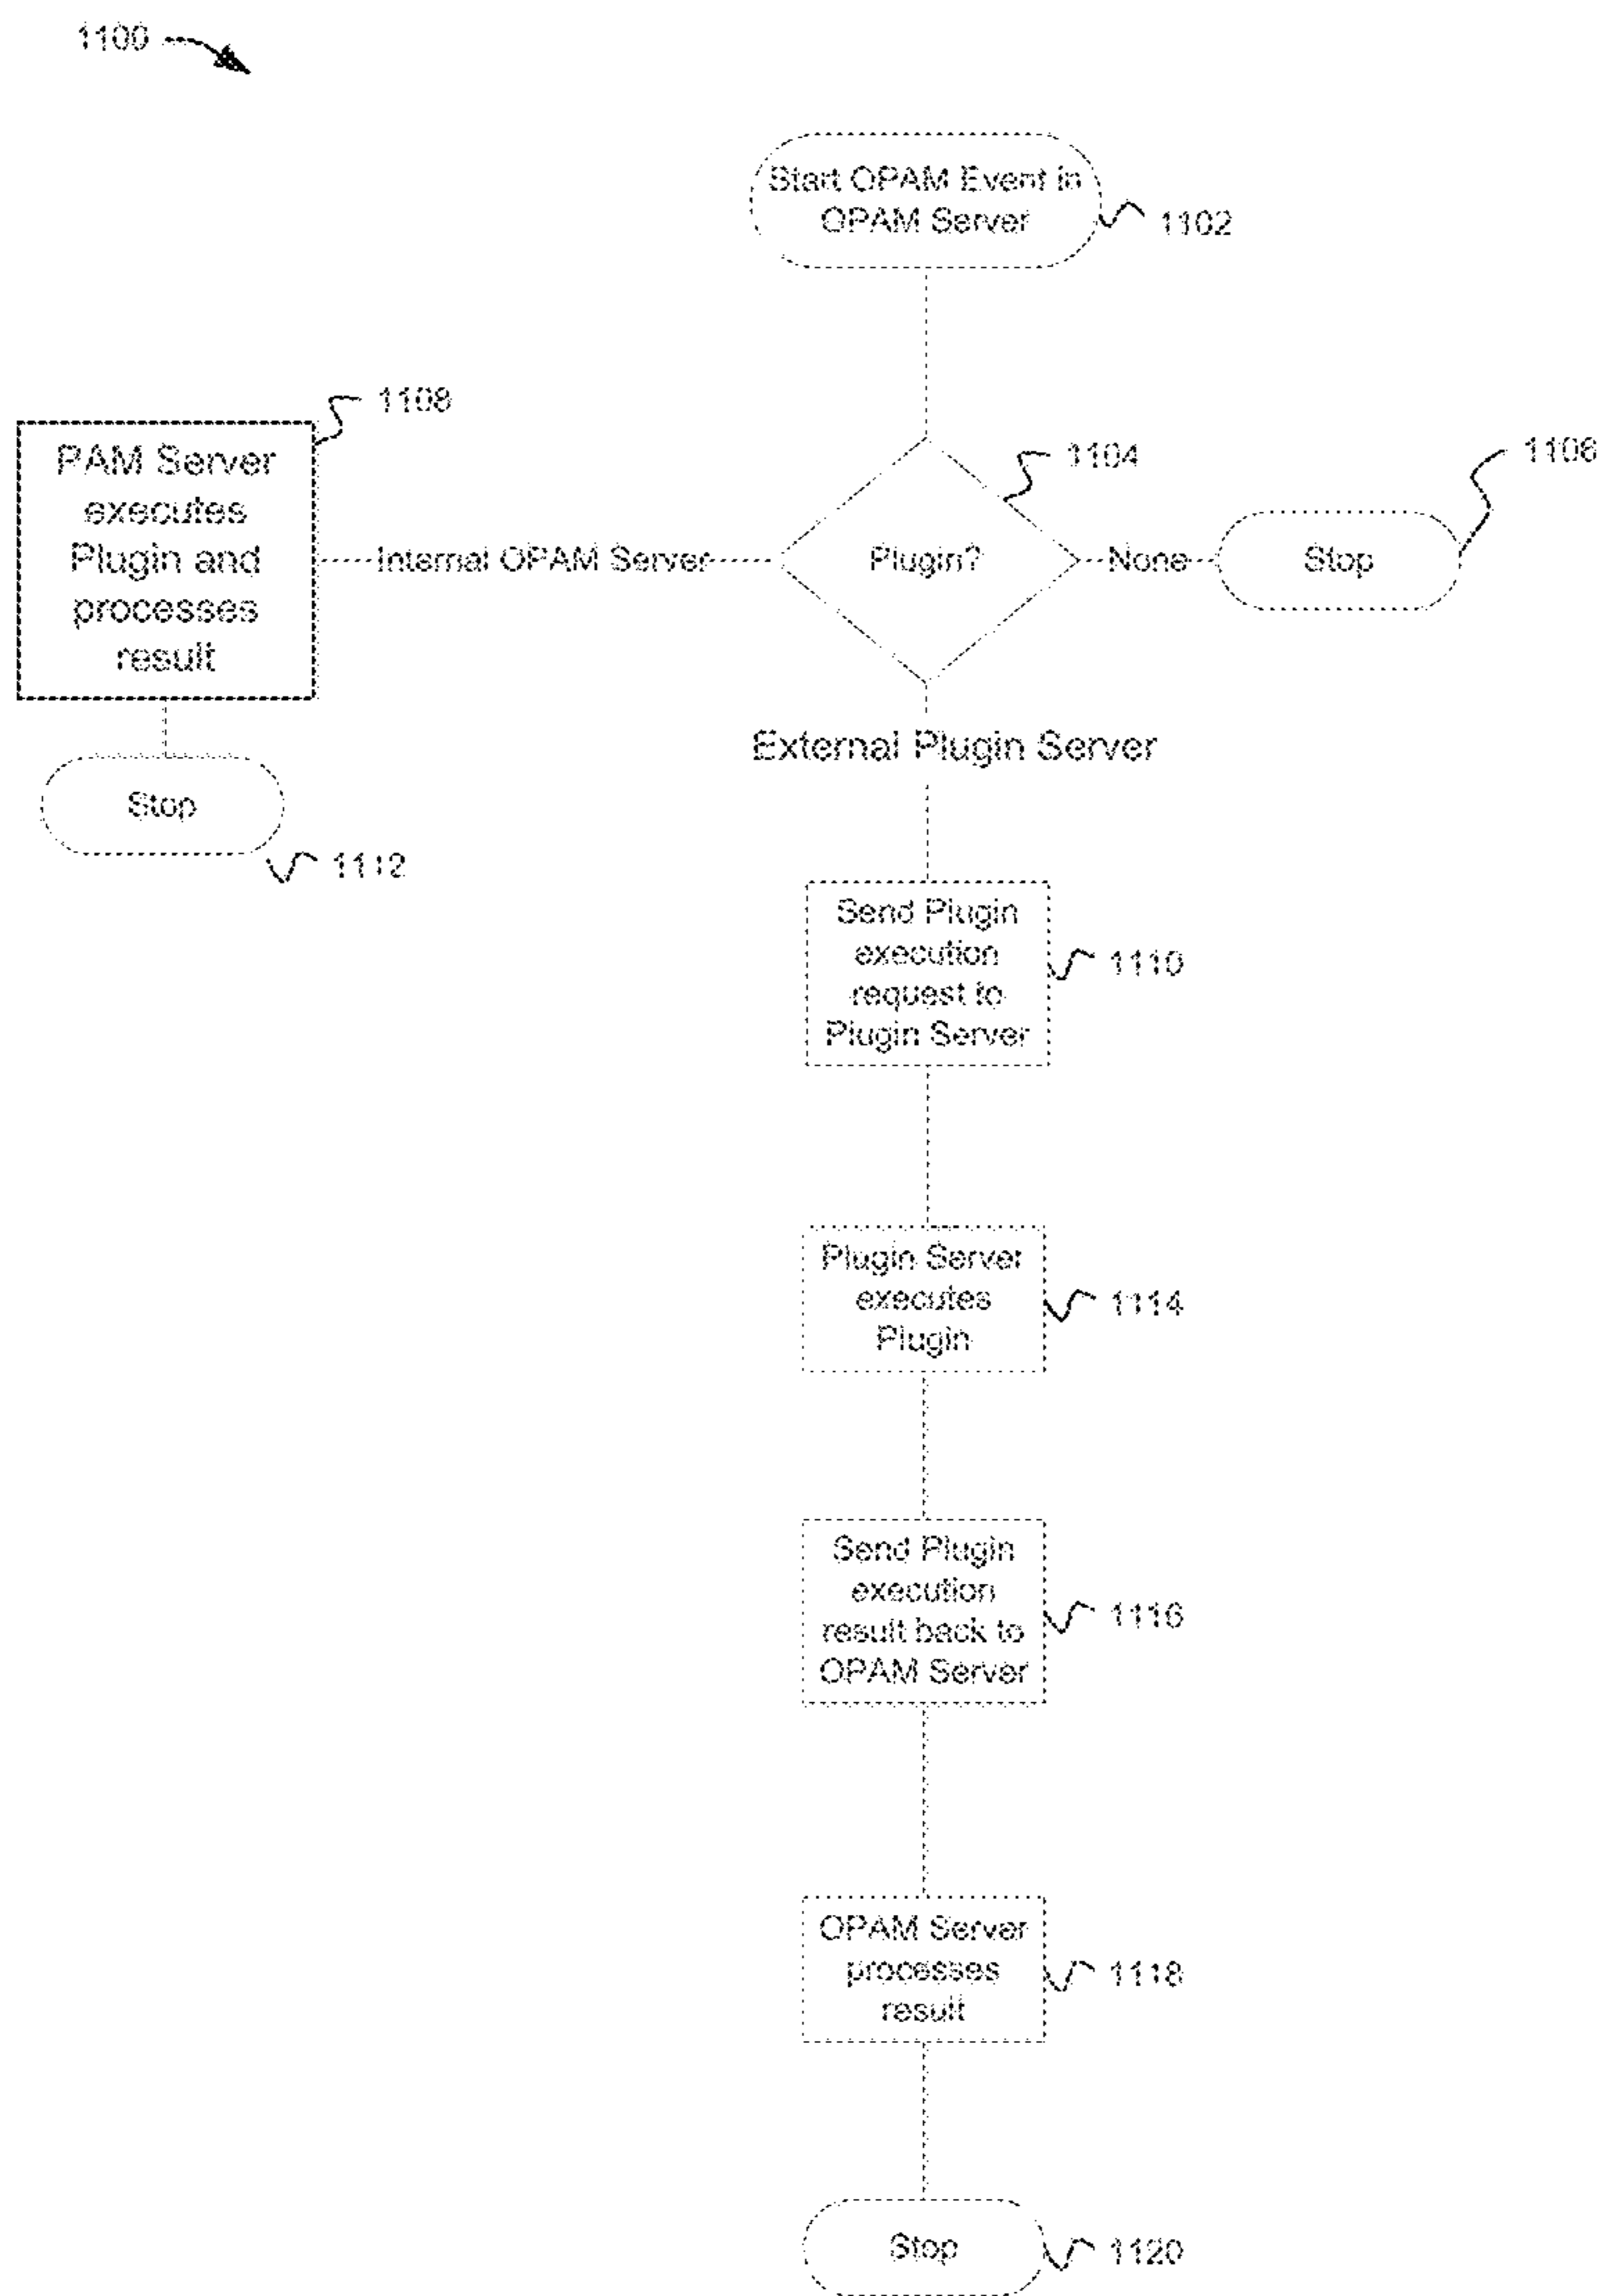 1100
Start OPAM Event in
OPAM Server
1102
1108
PAM Server
executes
Plugin and
processes
result
Internal OPAM Server
1104
Plugin?
None
1106
Stop
External Plugin Server
Stop
1112
Send Plugin
execution
request to
Plugin Server
1110
Plugin Server
executes
Plugin
1114
Send Plugin
execution
result back to
OPAM Server
1116
OPAM Server
processes
result
1118
Stop
1120